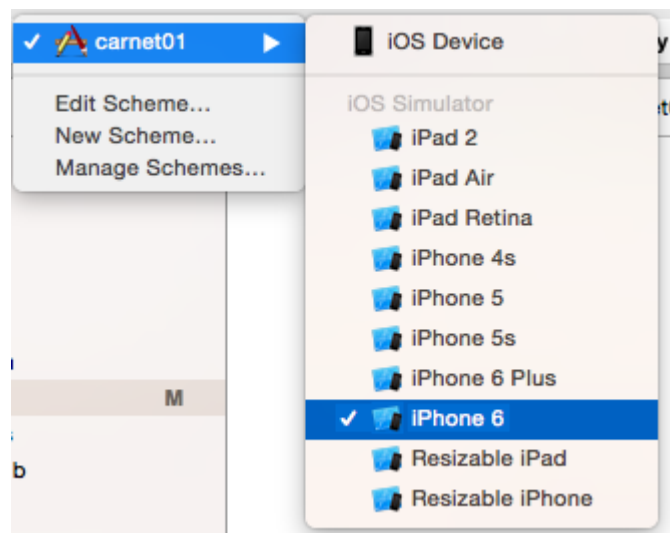 carnet01
Edit Scheme...
New Scheme...
Manage Schemes...
iOS Device
iOS Simulator
iPad 2
iPad Air
iPad Retina
iPhone 4s
iPhone 5
iPhone 5s
iPhone 6 Plus
iPhone 6
Resizable iPad
Resizable iPhone
M
b
y